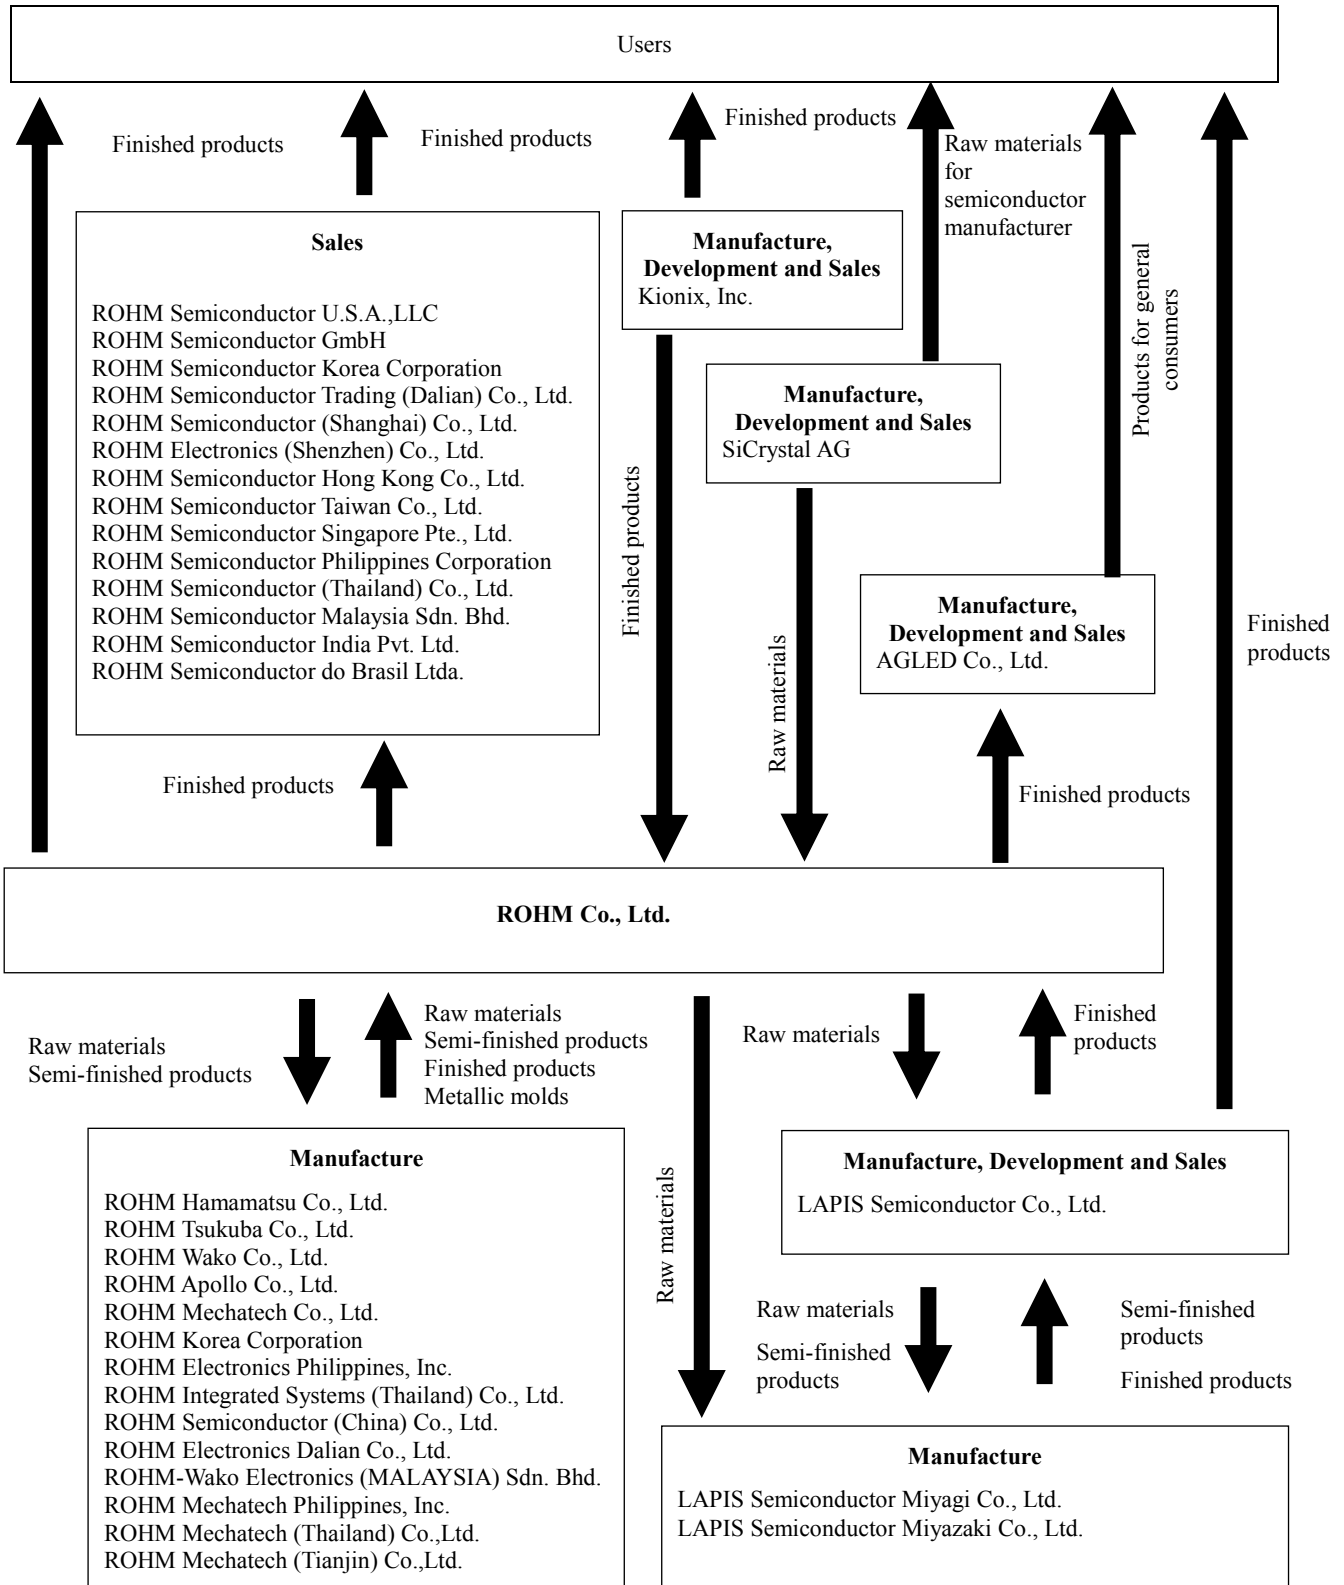 Users
Finished products
Finished products
Finished products
Raw materials
for
semiconductor
manufacturer
Products for general
consumers
Sales
ROHM Semiconductor U.S.A.,LLC
ROHM Semiconductor GmbH
ROHM Semiconductor Korea Corporation
ROHM Semiconductor Trading (Dalian) Co., Ltd.
ROHM Semiconductor (Shanghai) Co., Ltd.
ROHM Electronics (Shenzhen) Co., Ltd.
ROHM Semiconductor Hong Kong Co., Ltd.
ROHM Semiconductor Taiwan Co., Ltd.
ROHM Semiconductor Singapore Pte., Ltd.
ROHM Semiconductor Philippines Corporation
ROHM Semiconductor (Thailand) Co., Ltd.
ROHM Semiconductor Malaysia Sdn. Bhd.
ROHM Semiconductor India Pvt. Ltd.
ROHM Semiconductor do Brasil Ltda.
Manufacture,
Development and Sales
Kionix, Inc.
Manufacture,
Development and Sales
SiCrystal AG
Finished products
Raw materials
Manufacture,
Development and Sales
AGLED Co., Ltd.
Finished
products
Finished products
Finished products
ROHM Co., Ltd.
Raw materials
Semi-finished products
Raw materials
Semi-finished products
Finished products
Metallic molds
Raw materials
Raw materials
Finished
products
Manufacture
ROHM Hamamatsu Co., Ltd.
ROHM Tsukuba Co., Ltd.
ROHM Wako Co., Ltd.
ROHM Apollo Co., Ltd.
ROHM Mechatech Co., Ltd.
ROHM Korea Corporation
ROHM Electronics Philippines, Inc.
ROHM Integrated Systems (Thailand) Co., Ltd.
ROHM Semiconductor (China) Co., Ltd.
ROHM Electronics Dalian Co., Ltd.
ROHM-Wako Electronics (MALAYSIA) Sdn. Bhd.
ROHM Mechatech Philippines, Inc.
ROHM Mechatech (Thailand) Co.,Ltd.
ROHM Mechatech (Tianjin) Co.,Ltd.
Manufacture, Development and Sales
LAPIS Semiconductor Co., Ltd.
Raw materials
Semi-finished
products
Semi-finished
products
Finished products
Manufacture
LAPIS Semiconductor Miyagi Co., Ltd.
LAPIS Semiconductor Miyazaki Co., Ltd.